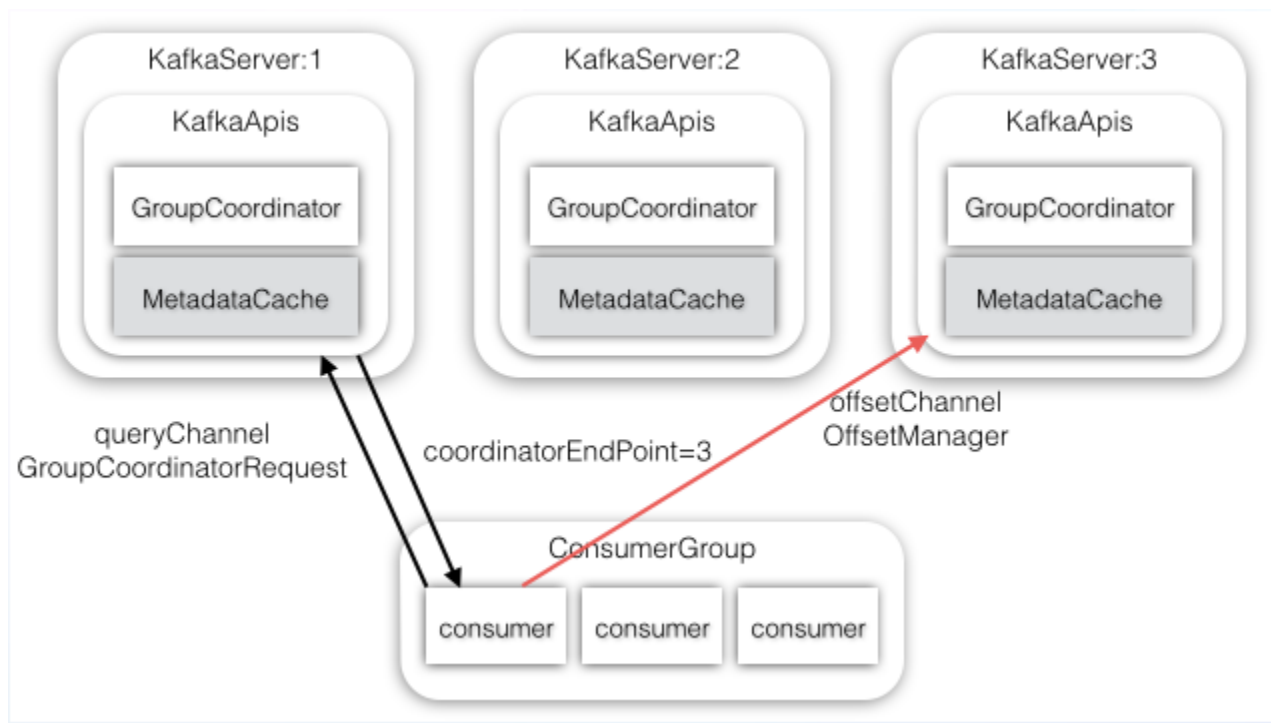 KafkaServer:1
KafkaApis
GroupCoordinator
MetadataCache
KafkaServer:2
KafkaApis
GroupCoordinator
MetadataCache
KafkaServer:3
KafkaApis
GroupCoordinator
MetadataCache
queryChannel
GroupCoordinatorRequest
coordinatorEndPoint=3
offsetChannel
OffsetManager
ConsumerGroup
consumer
consumer
consumer